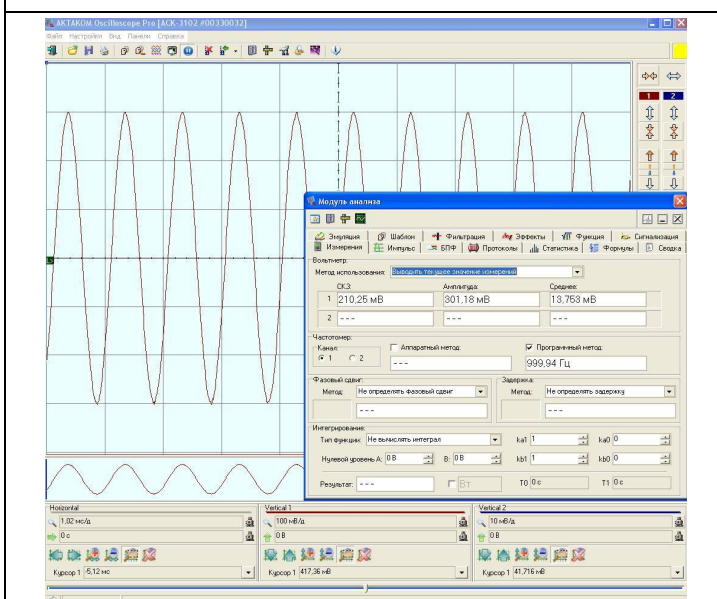 AKTAKOM Oscilloscope Pro [ACK-3102 #00330032]
Файл Настройки Вид Панели Справка
1 2
Модуль анализа
Эмуляция Шаблон Фильтрация Эффекты Функция Сигнализация
Измерения Импульс БПФ Протоколы Статистика Формулы Сводка
Вольтметр:
Метод использования: Выводить текущее значение измерений
СКЗ: Амплитуда: Среднее:
1 210,25 мВ 301,18 мВ 13,753 мВ
2 --- --- ---
Частотомер:
Канал: Аппаратный метод: Программный метод:
1 2 --- 999,94 Гц
Фазовый сдвиг: Задержка:
Метод: Не определять фазовый сдвиг Метод: Не определять задержку
--- ---
Интегрирование:
Тип функции: Не вычислять интеграл ka1 1 ka0 0
Нулевой уровень A: 0 В B: 0 В kb1 1 kb0 0
Результат: --- Вт T0 0 с T1 0 с
Horizontal Vertical 1 Vertical 2
1,02 мс/д 100 мВ/д 10 мВ/д
0 с 0 В 0 В
Курсор 1 -5,12 мс Курсор 1 417,36 мВ Курсор 1 41,716 мВ